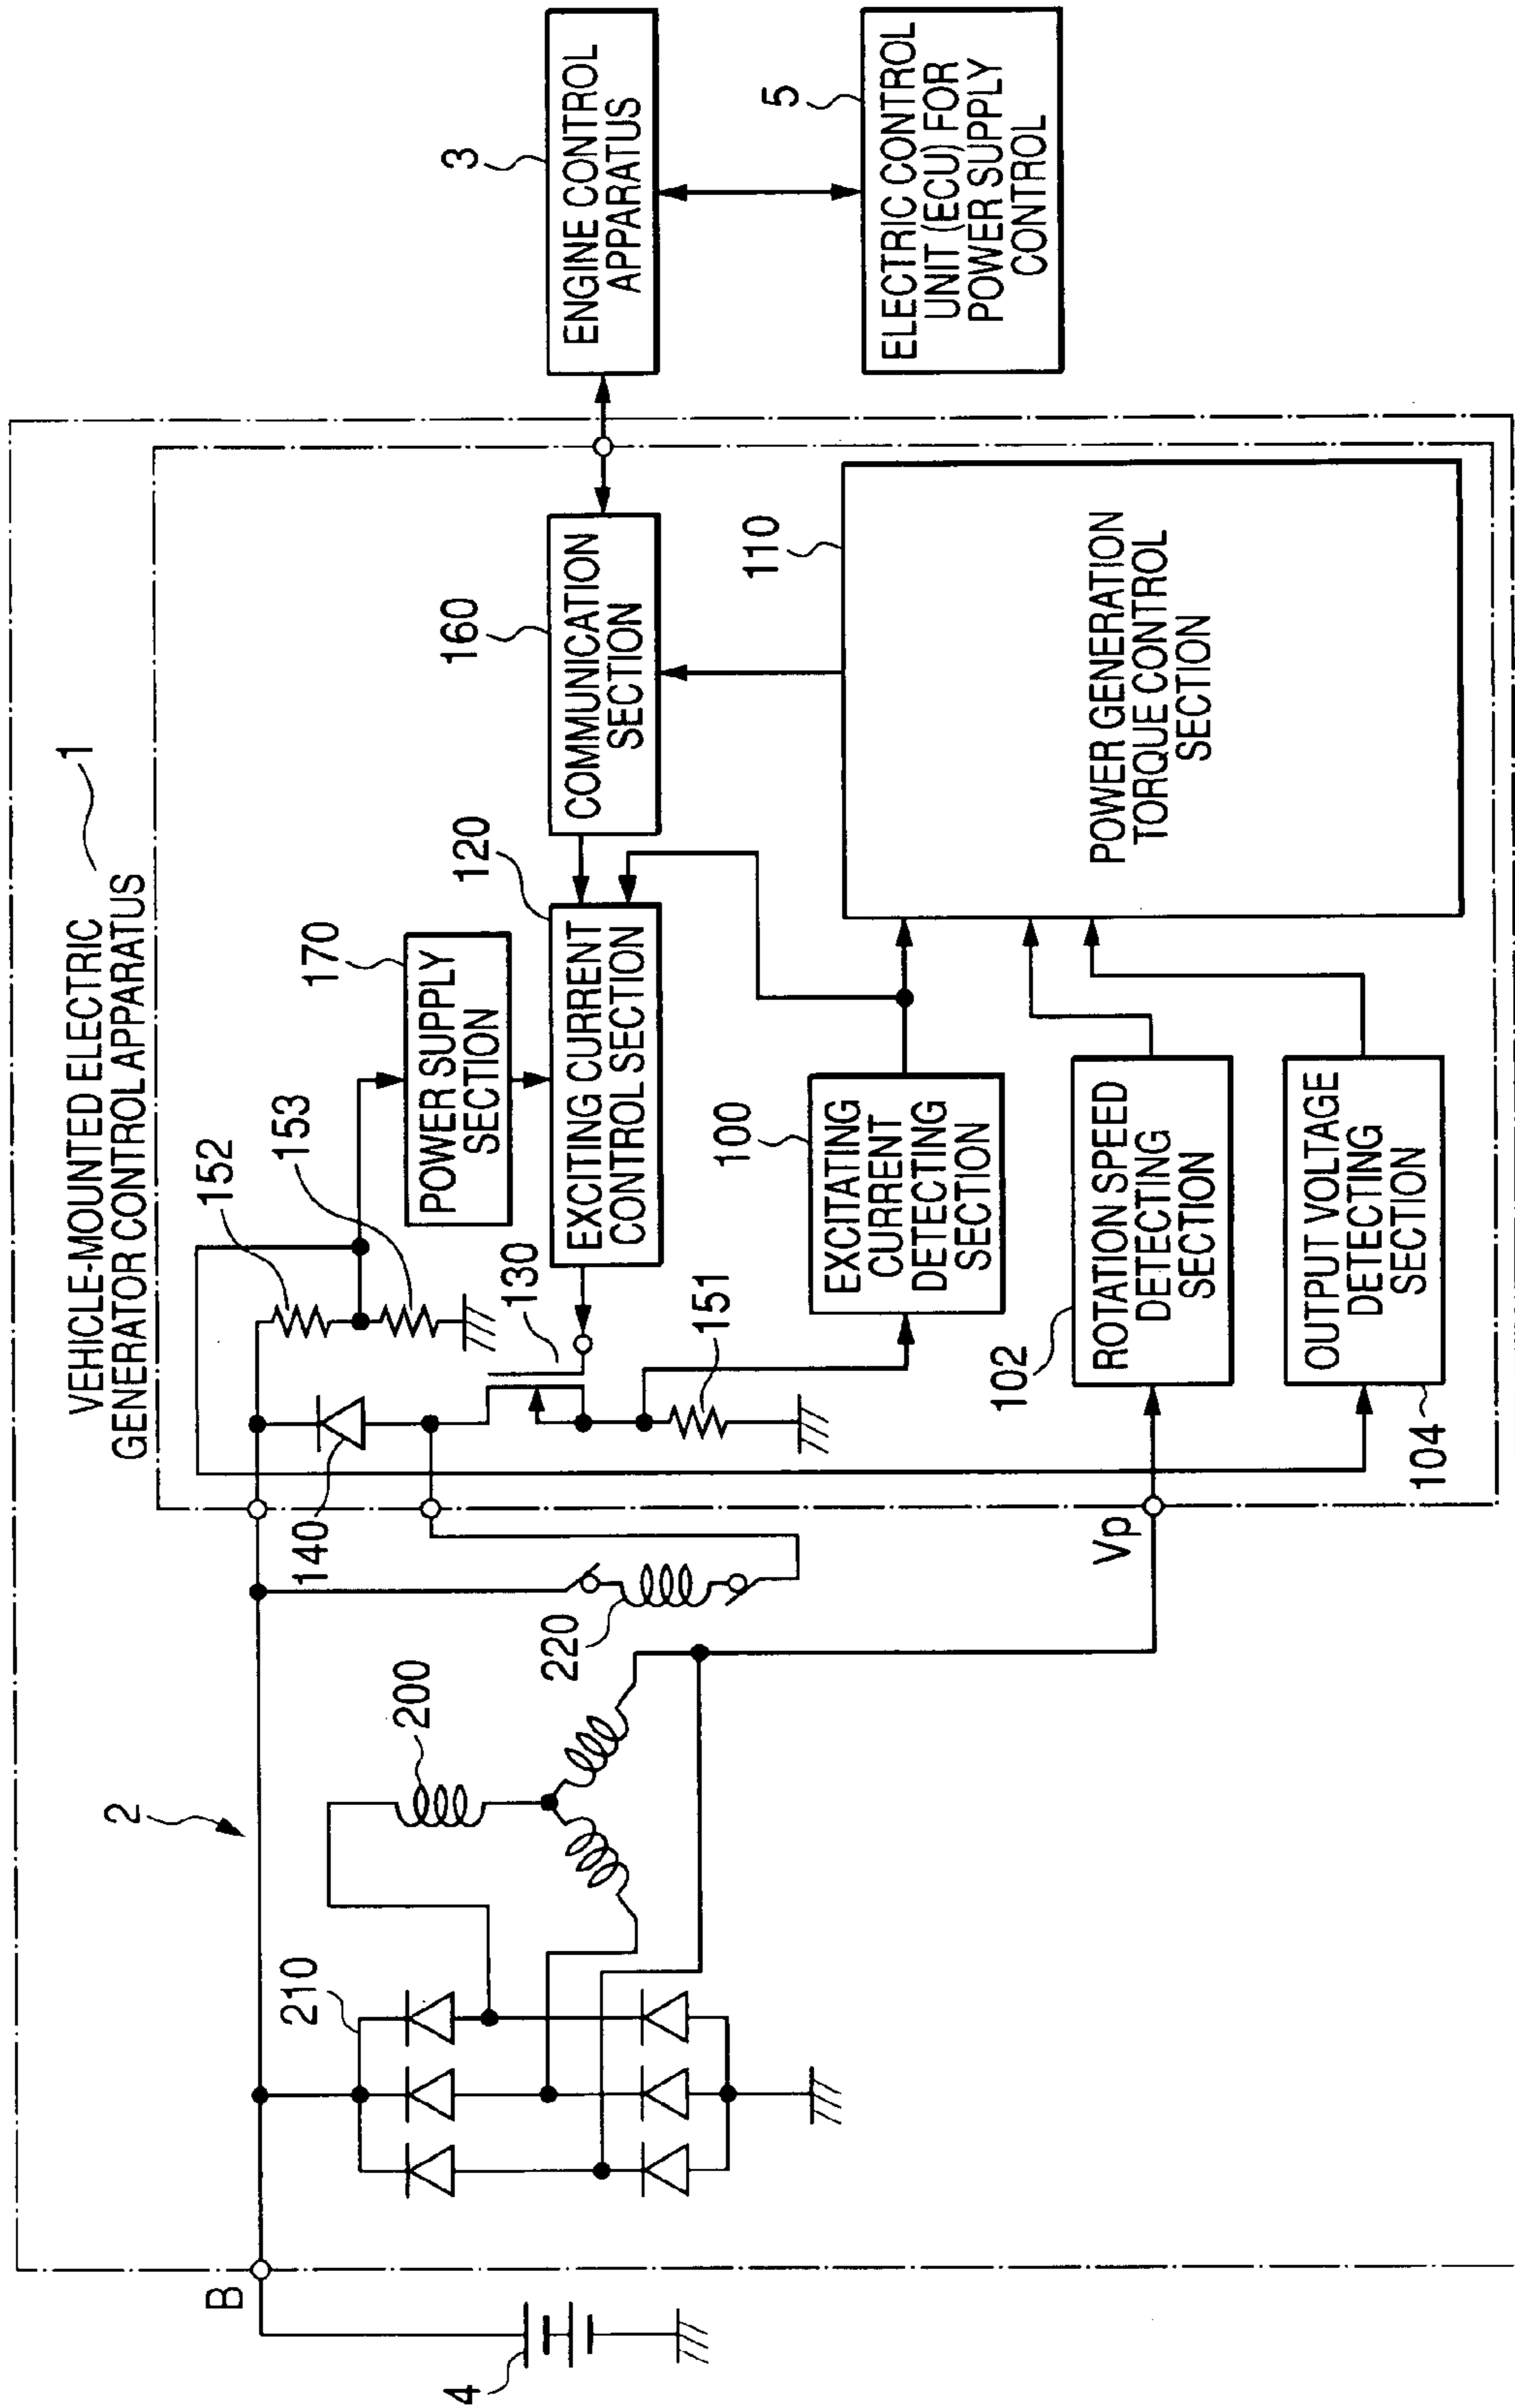 VEHICLE-MOUNTED ELECTRIC
GENERATOR CONTROL APPARATUS
1
2
B
4
210
200
220
140
152
153
170
POWER SUPPLY
SECTION
130
120
EXCITING CURRENT
CONTROL SECTION
160
COMMUNICATION
SECTION
3
ENGINE CONTROL
APPARATUS
5
ELECTRIC CONTROL
UNIT (ECU) FOR
POWER SUPPLY
CONTROL
151
100
EXCITATING
CURRENT
DETECTING
SECTION
110
POWER GENERATION
TORQUE CONTROL
SECTION
Vp
102
ROTATION SPEED
DETECTING
SECTION
104
OUTPUT VOLTAGE
DETECTING
SECTION